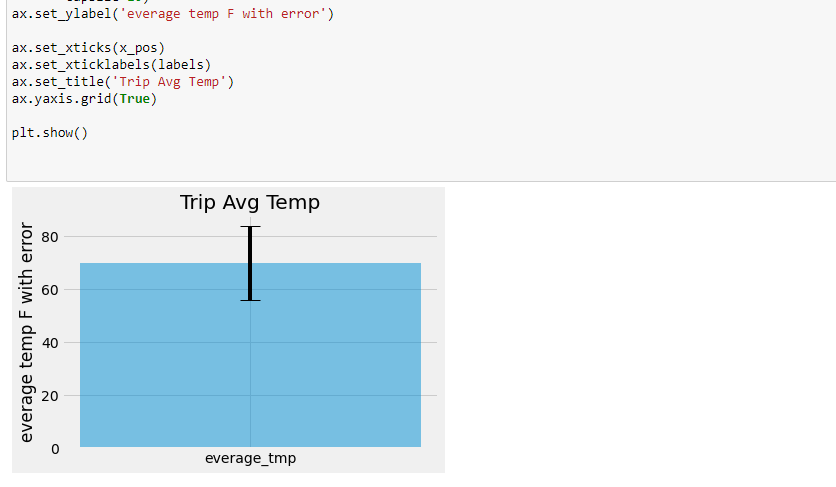 ax.set_ylabel('everage temp F with error')
ax.set_xticks(x_pos)
ax.set_xticklabels(labels)
ax.set_title('Trip Avg Temp')
ax.yaxis.grid(True)
plt.show()
Trip Avg Temp
everage temp F with error
80
60
40
20
0
everage_tmp